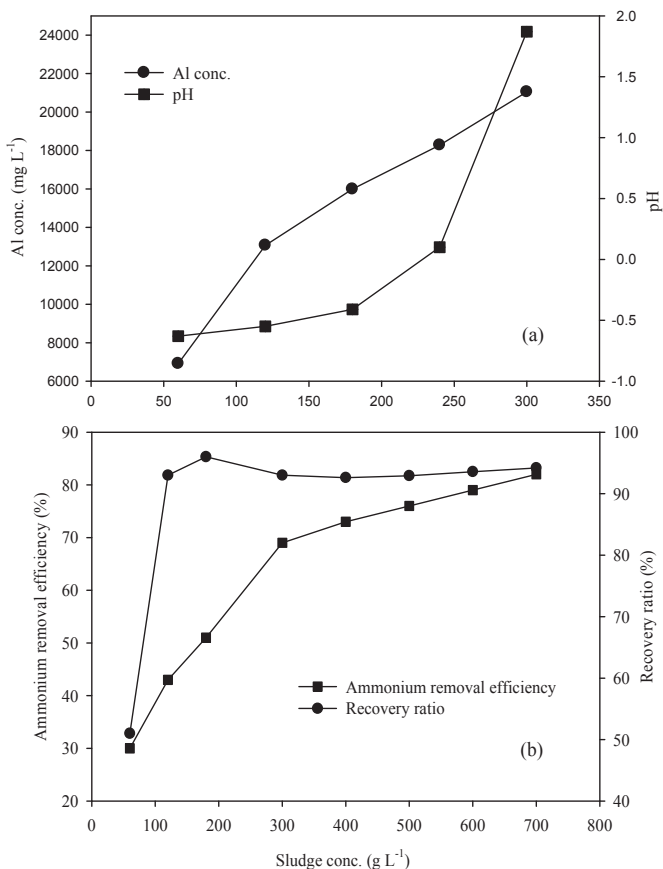 24000
22000
20000
18000
16000
14000
12000
10000
8000
6000
Al conc. (mg L-1)
Al conc.
pH
2.0
1.5
1.0
0.5
0.0
-0.5
-1.0
pH
(a)
0 50 100 150 200 250 300 350
90
80
70
60
50
40
30
20
Ammonium removal efficiency (%)
100
90
80
70
60
50
40
Recovery ratio (%)
Ammonium removal efficiency
Recovery ratio
(b)
0 100 200 300 400 500 600 700 800
Sludge conc. (g L-1)